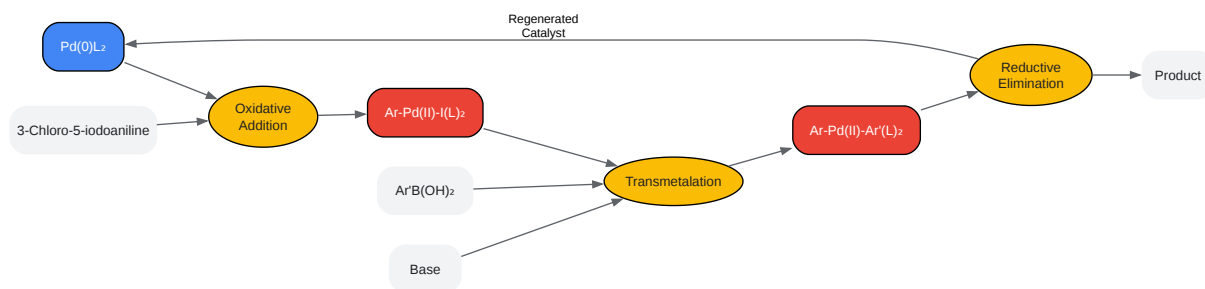 Regenerated
Catalyst
Pd(0)L₂
3-Chloro-5-iodoaniline
Oxidative
Addition
Ar-Pd(II)-I(L)₂
Ar'B(OH)₂
Base
Transmetalation
Ar-Pd(II)-Ar'(L)₂
Reductive
Elimination
Product